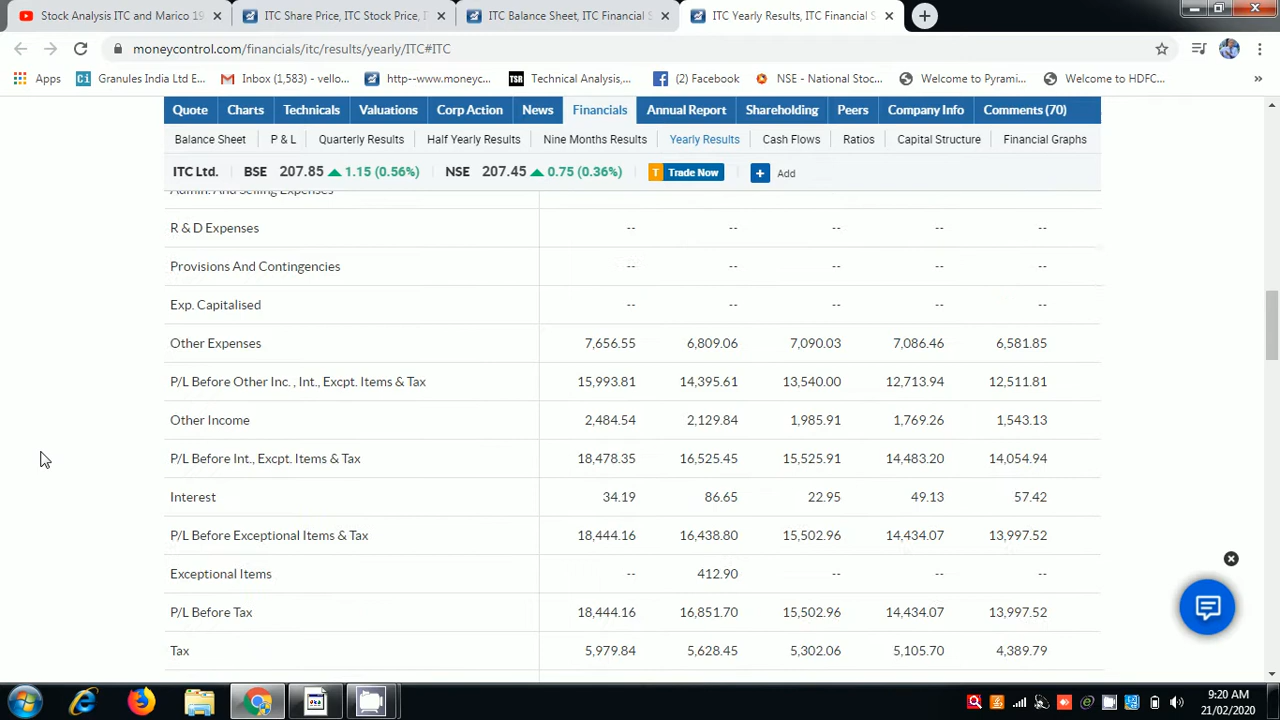 Stock Analysis ITC and Marico 19 ITC Share Price, ITC Stock Price, I ITC Balance Sheet, ITC Financial S ITC Yearly Results, ITC Financial S
moneycontrol.com/financials/itc/results/yearly/ITC#ITC
Apps Granules India Ltd E... Inbox (1,583) - vello... http--www.moneyc... TSR Technical Analysis,... (2) Facebook NSE - National Stoc... Welcome to Pyrami... Welcome to HDFC... »
Quote Charts Technicals Valuations Corp Action News Financials Annual Report Shareholding Peers Company Info Comments (70)
Balance Sheet P & L Quarterly Results Half Yearly Results Nine Months Results Yearly Results Cash Flows Ratios Capital Structure Financial Graphs
ITC Ltd. BSE 207.85 1.15 (0.56%) NSE 207.45 0.75 (0.36%) T Trade Now + Add
Admin. And Selling Expenses
R & D Expenses -- -- -- -- --
Provisions And Contingencies -- -- -- -- --
Exp. Capitalised -- -- -- -- --
Other Expenses 7,656.55 6,809.06 7,090.03 7,086.46 6,581.85
P/L Before Other Inc. , Int., Excpt. Items & Tax 15,993.81 14,395.61 13,540.00 12,713.94 12,511.81
Other Income 2,484.54 2,129.84 1,985.91 1,769.26 1,543.13
P/L Before Int., Excpt. Items & Tax 18,478.35 16,525.45 15,525.91 14,483.20 14,054.94
Interest 34.19 86.65 22.95 49.13 57.42
P/L Before Exceptional Items & Tax 18,444.16 16,438.80 15,502.96 14,434.07 13,997.52
Exceptional Items -- 412.90 -- -- --
P/L Before Tax 18,444.16 16,851.70 15,502.96 14,434.07 13,997.52
Tax 5,979.84 5,628.45 5,302.06 5,105.70 4,389.79
9:20 AM
21/02/2020